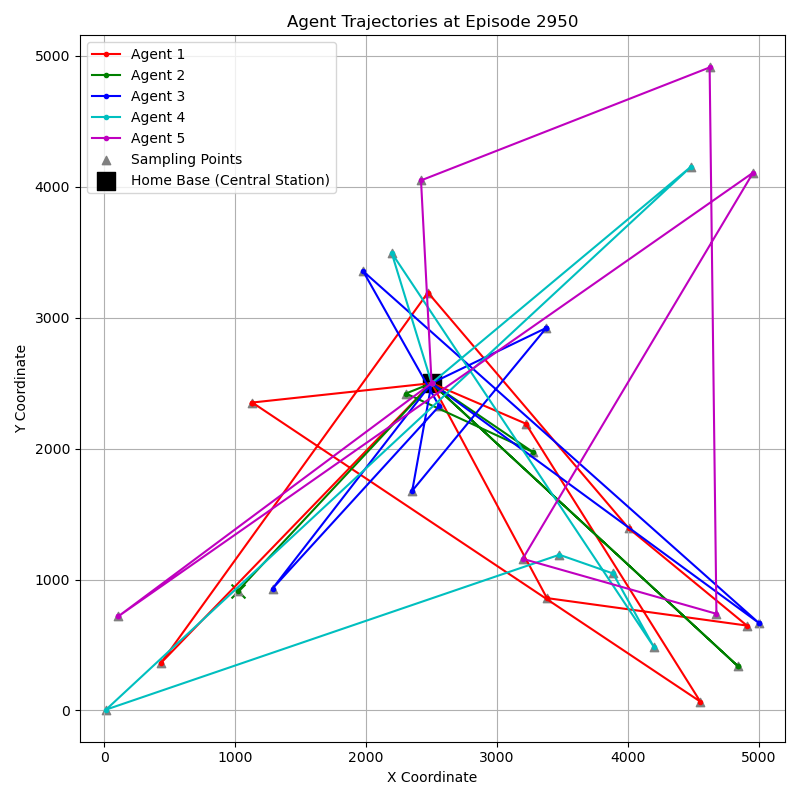 Agent Trajectories at Episode 2950
Agent 1
Agent 2
Agent 3
Agent 4
Agent 5
Sampling Points
Home Base (Central Station)
Y Coordinate
5000
4000
3000
2000
1000
0
0 1000 2000 3000 4000 5000
X Coordinate